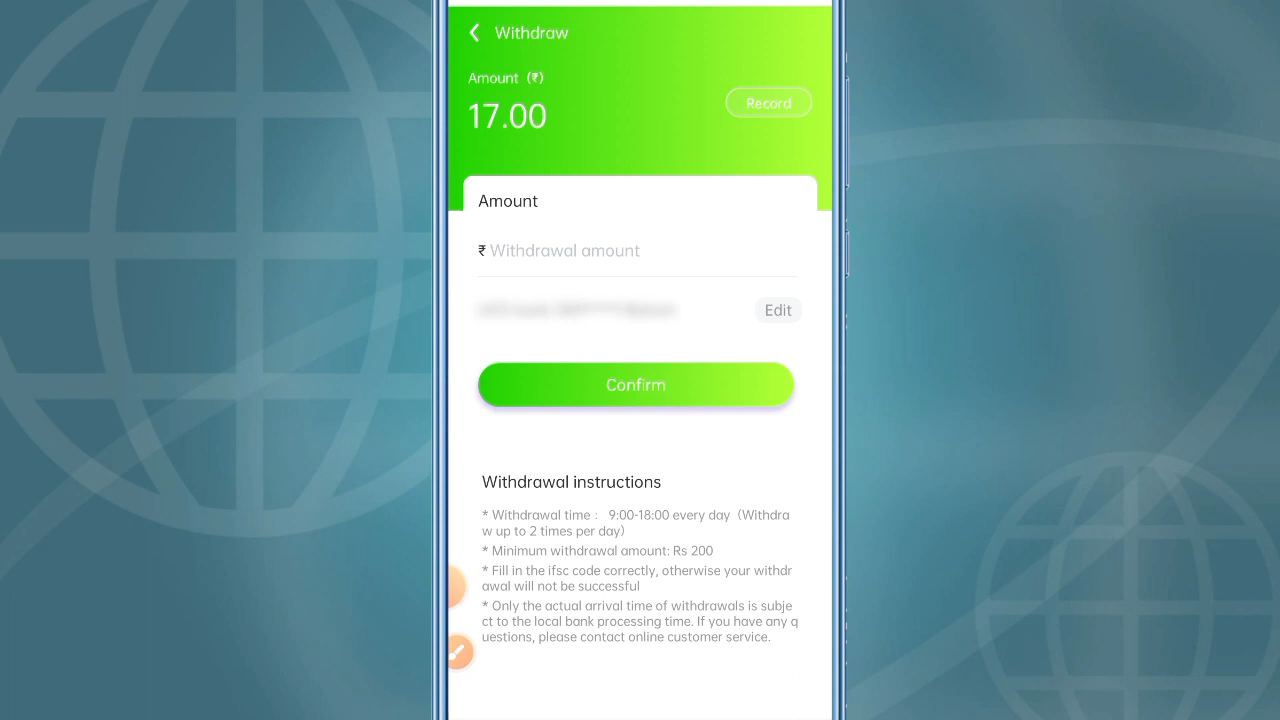 Withdraw
Amount (₹)
17.00
Record
Amount
₹ Withdrawal amount
Edit
Confirm
Withdrawal instructions
* Withdrawal time : 9:00-18:00 every day (Withdra
w up to 2 times per day)
* Minimum withdrawal amount: Rs 200
* Fill in the ifsc code correctly, otherwise your withdr
awal will not be successful
* Only the actual arrival time of withdrawals is subje
ct to the local bank processing time. If you have any q
uestions, please contact online customer service.